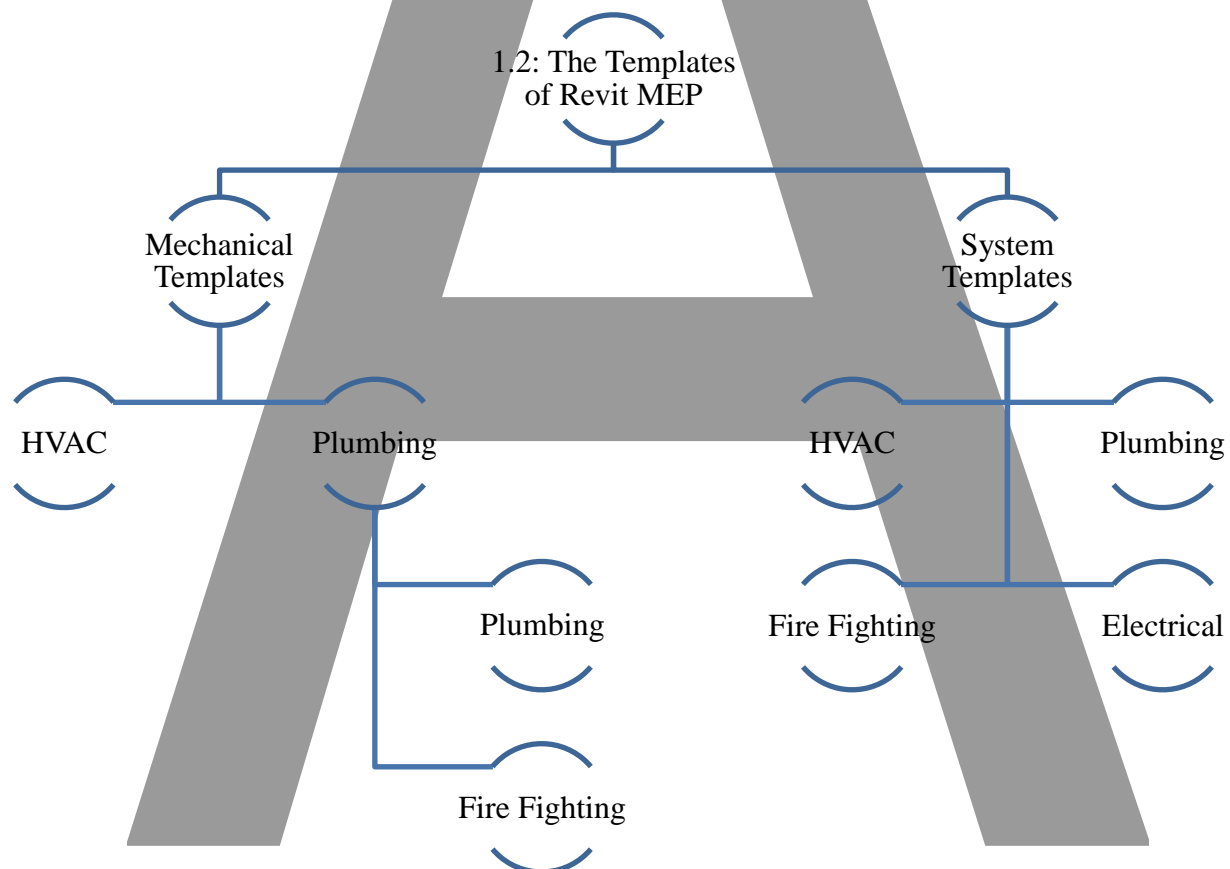 1.2: The Templates
of Revit MEP
Mechanical
Templates
System
Templates
HVAC
Plumbing
HVAC
Plumbing
Plumbing
Fire Fighting
Electrical
Fire Fighting